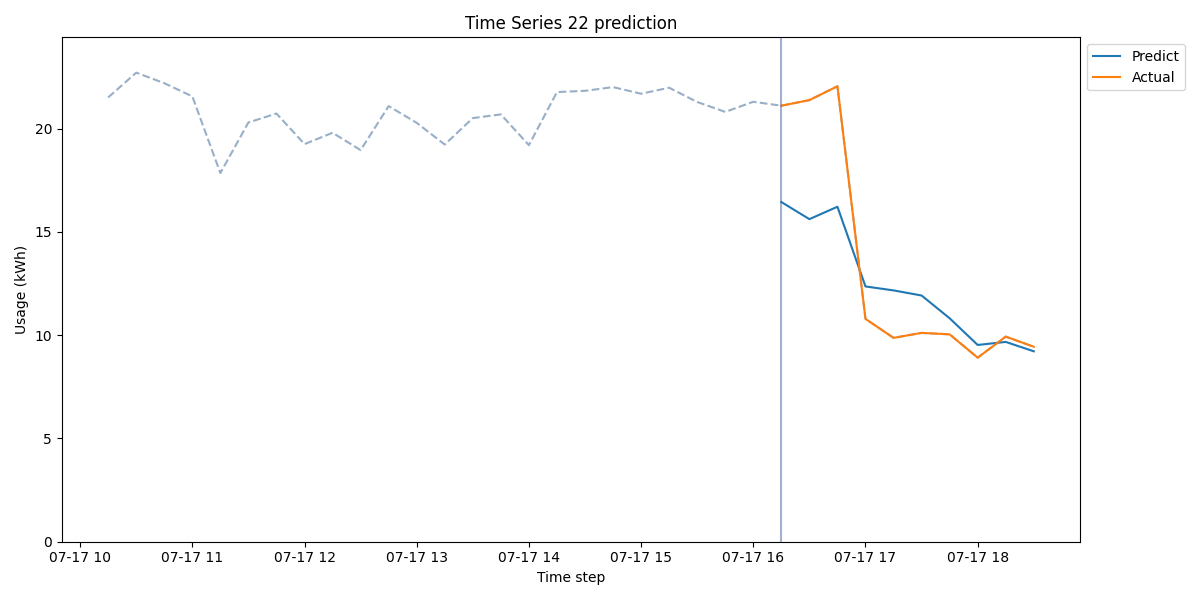 Time Series 22 prediction
Predict
Actual
Usage (kWh)
20
15
10
5
0
07-17 10
07-17 11
07-17 12
07-17 13
07-17 14
07-17 15
07-17 16
07-17 17
07-17 18
Time step